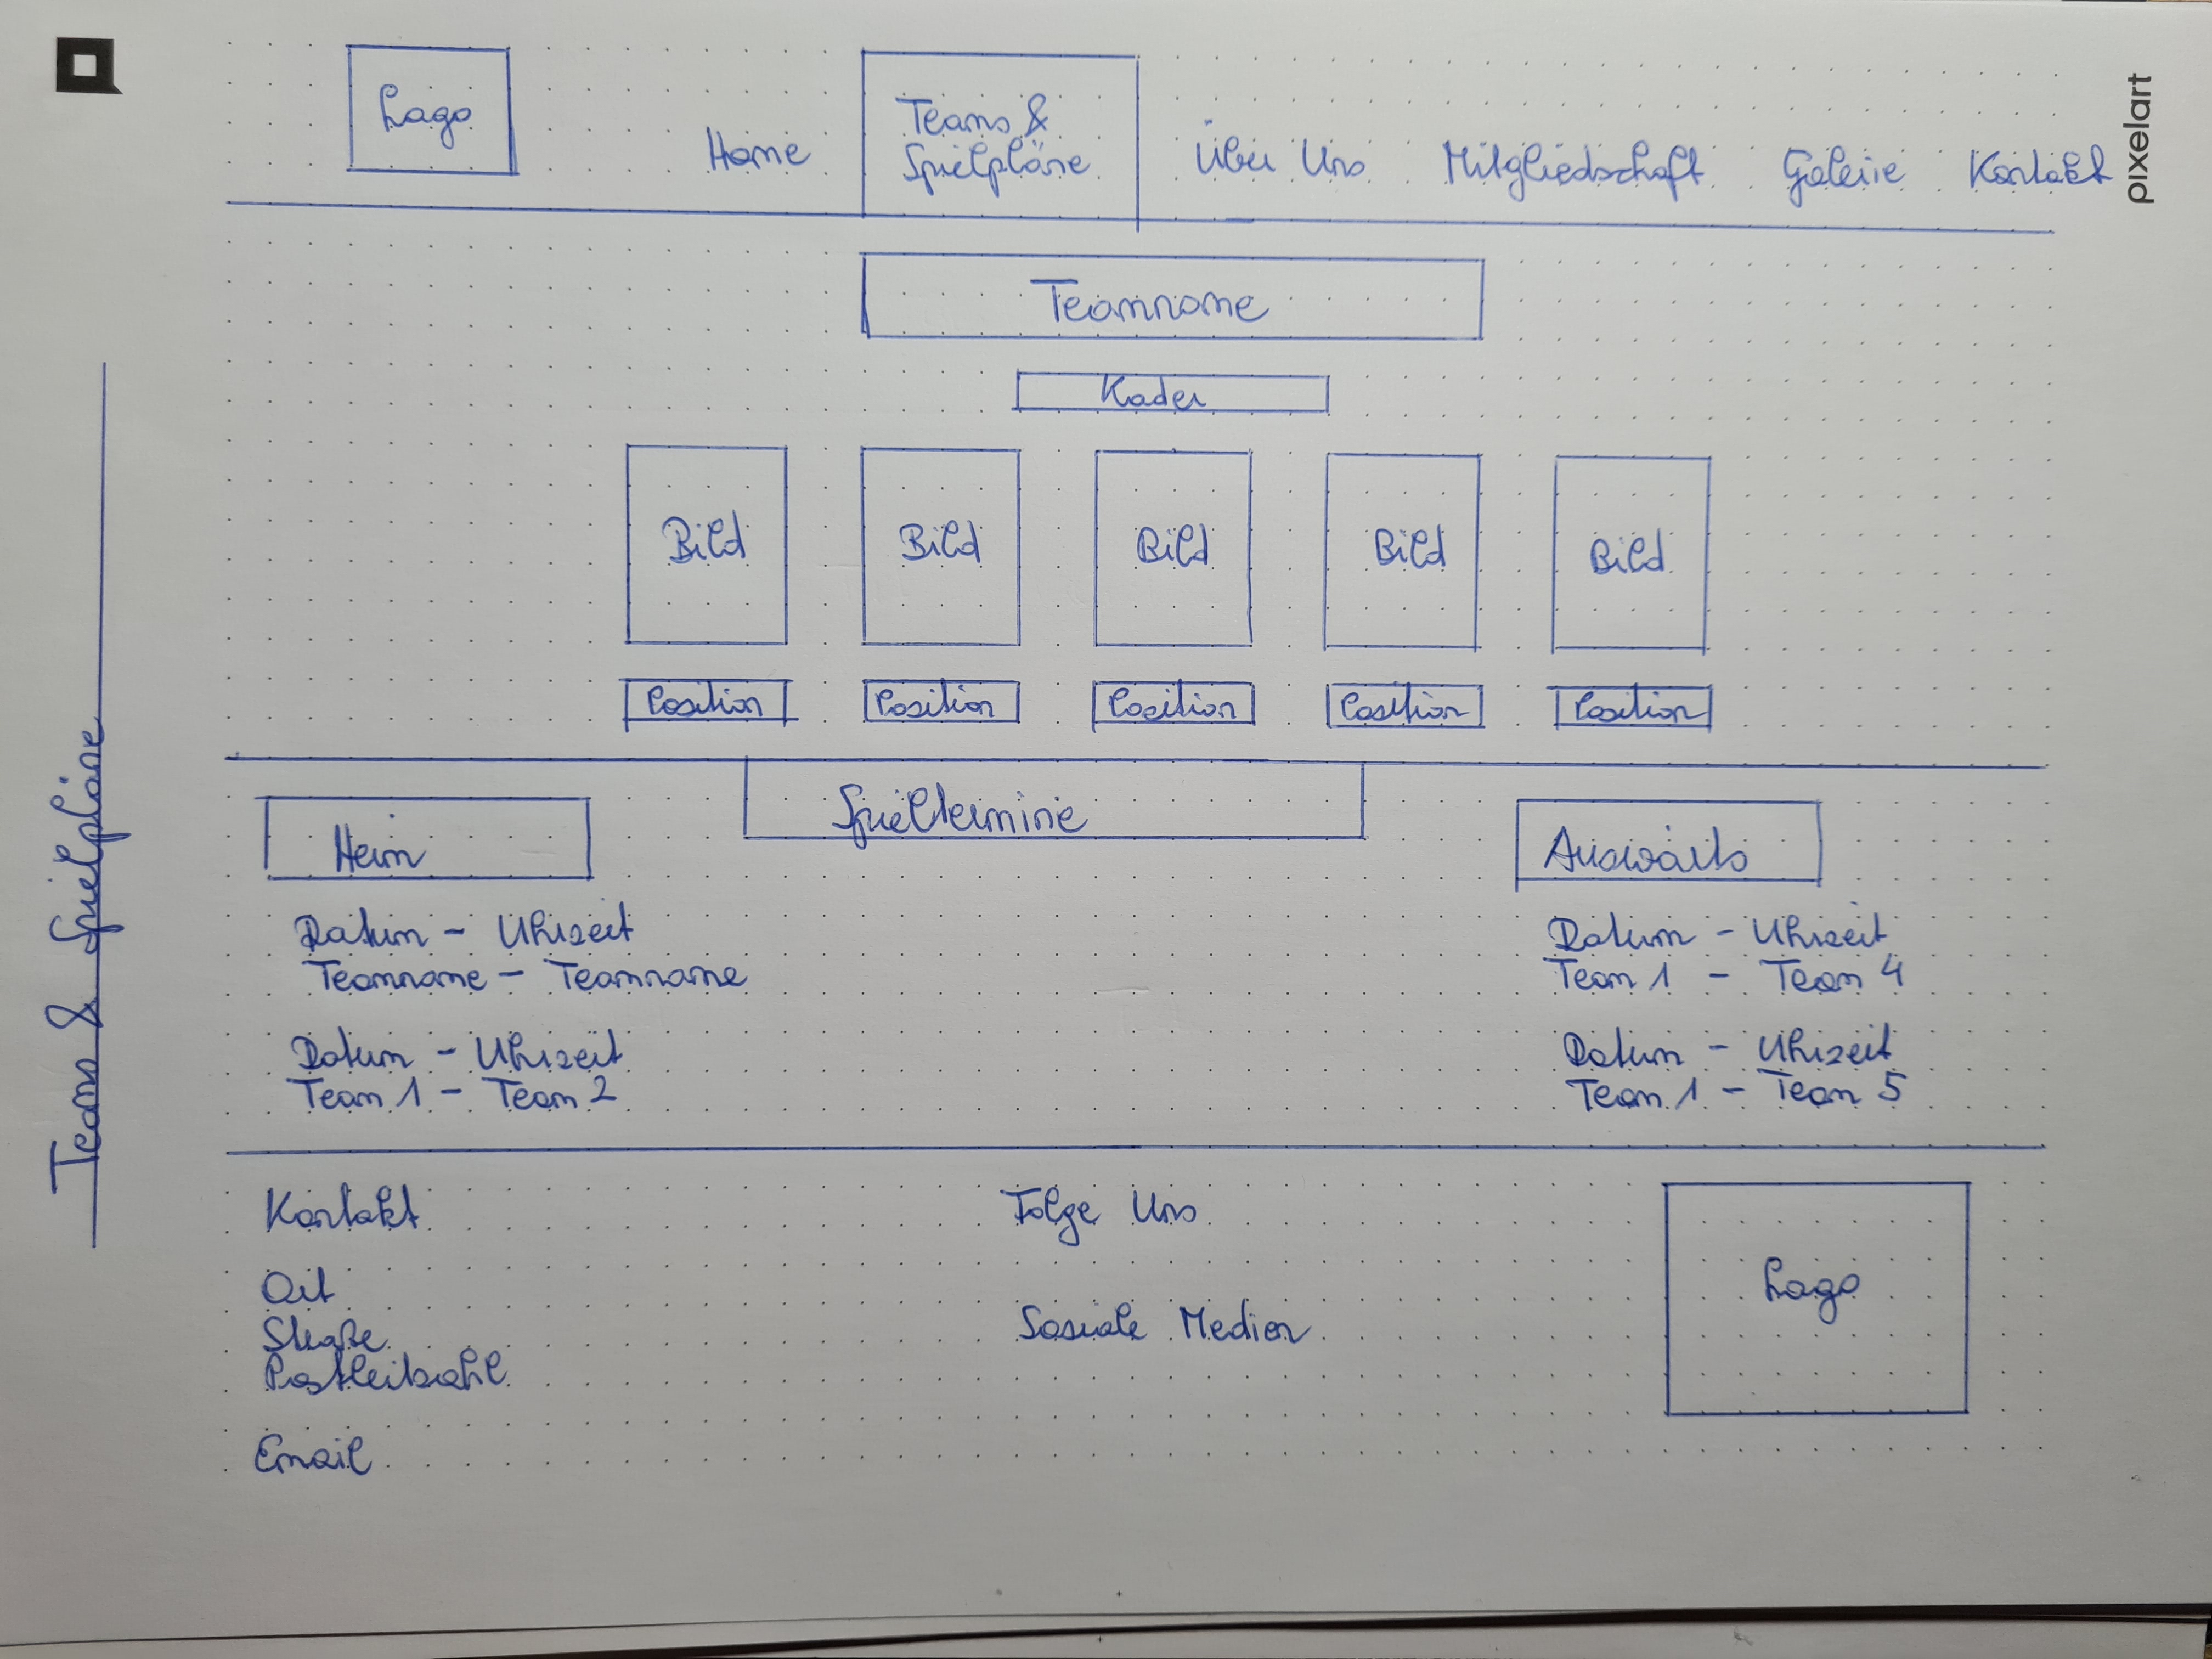 Logo
Home
Teams &
Spielpläne
Über Uns
Mitgliedschaft
Galerie
Kontakt
pixelart
Teams & Spielpläne
Teamname
Kader
Bild
Bild
Bild
Bild
Bild
Position
Position
Position
Position
Position
Spieltermine
Heim
Datum - Uhrzeit
Teamname - Teamname
Datum - Uhrzeit
Team 1 - Team 2
Auswärts
Datum - Uhrzeit
Team 1 - Team 4
Datum - Uhrzeit
Team 1 - Team 5
Kontakt
Ort
Straße
Postleitzahl
Email
Folge Uns
Soziale Medien
Logo